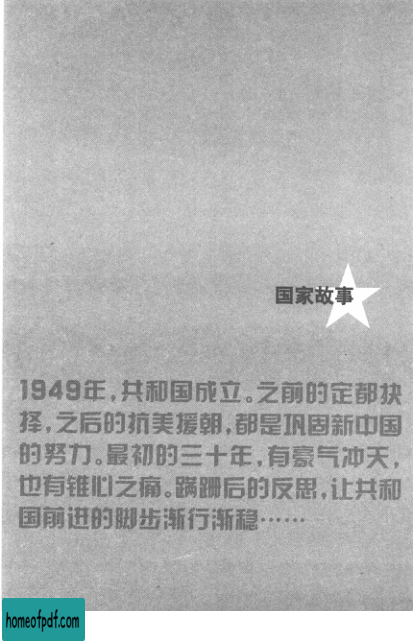 国家故事
1949年,共和国成立。之前的定都抉
择,之后的抗美援朝,都是巩固新中国
的努力。最初的三十年,有豪气冲天,
也有锥心之痛。蹒跚后的反思,让共和
国前进的脚步渐行渐稳……
homeofpdf.com